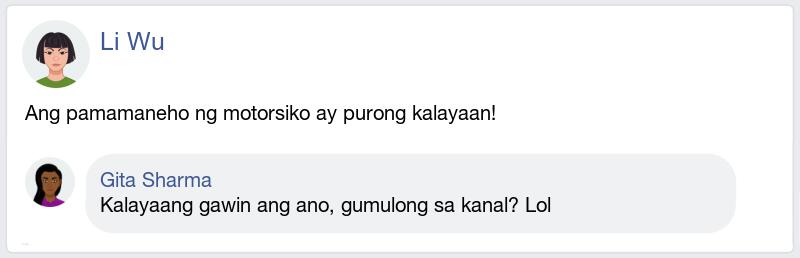 Li Wu
Ang pamamaneho ng motorsiko ay purong kalayaan!
Gita Sharma
Kalayaang gawin ang ano, gumulong sa kanal? Lol